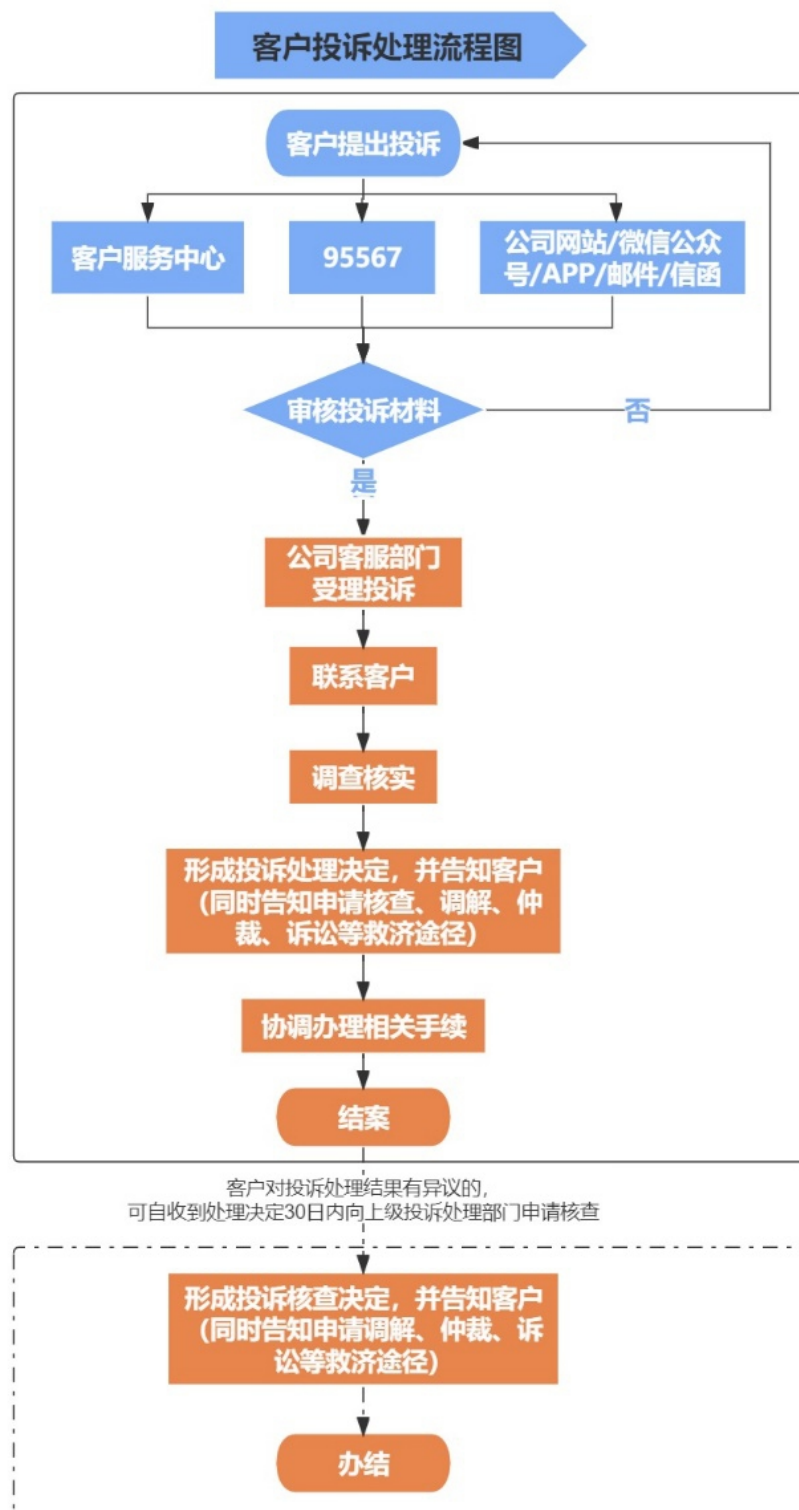 客户投诉处理流程图
客户提出投诉
客户服务中心
95567
公司网站/微信公众
号/APP/邮件/信函
审核投诉材料
否
是
公司客服部门
受理投诉
联系客户
调查核实
形成投诉处理决定，并告知客户
（同时告知申请核查、调解、仲
裁、诉讼等救济途径）
协调办理相关手续
结案
客户对投诉处理结果有异议的，
可自收到处理决定30日内向上级投诉处理部门申请核查
形成投诉核查决定，并告知客户
（同时告知申请调解、仲裁、诉
讼等救济途径）
办结